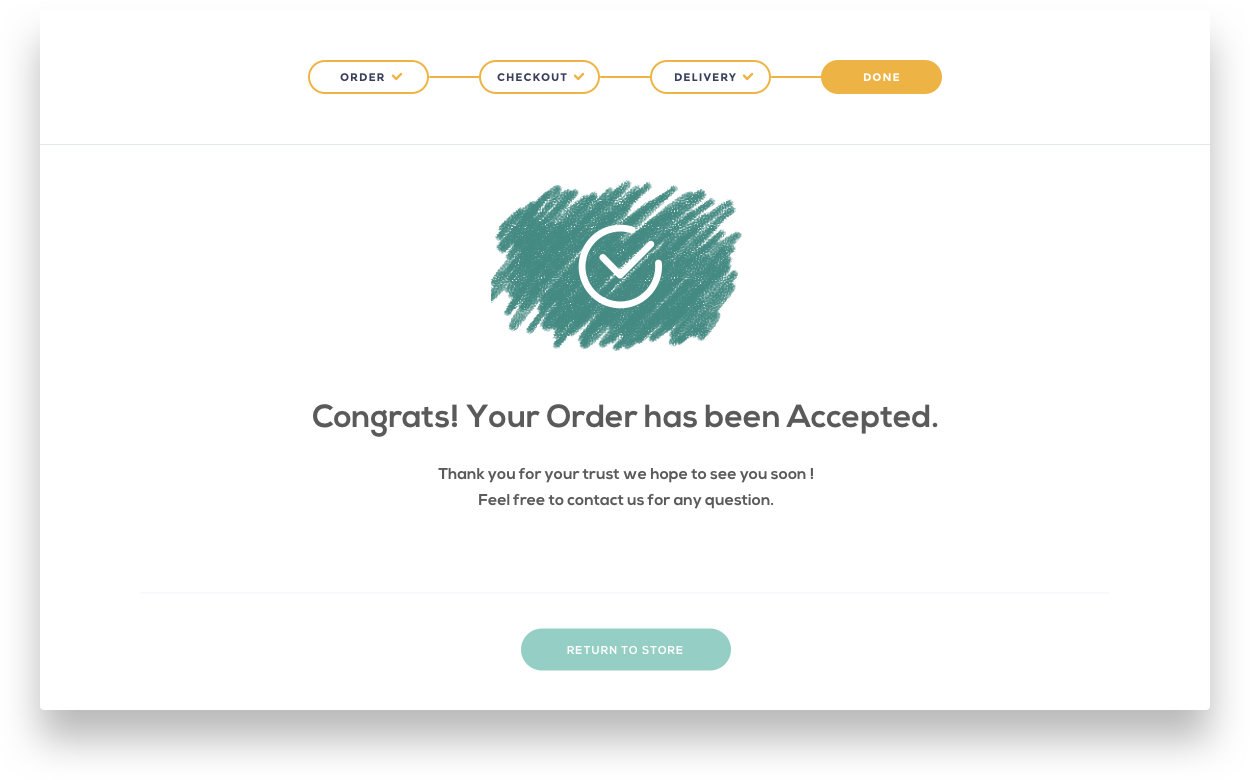 ORDER
CHECKOUT
DELIVERY
DONE
Congrats! Your Order has been Accepted.
Thank you for your trust we hope to see you soon !
Feel free to contact us for any question.
RETURN TO STORE